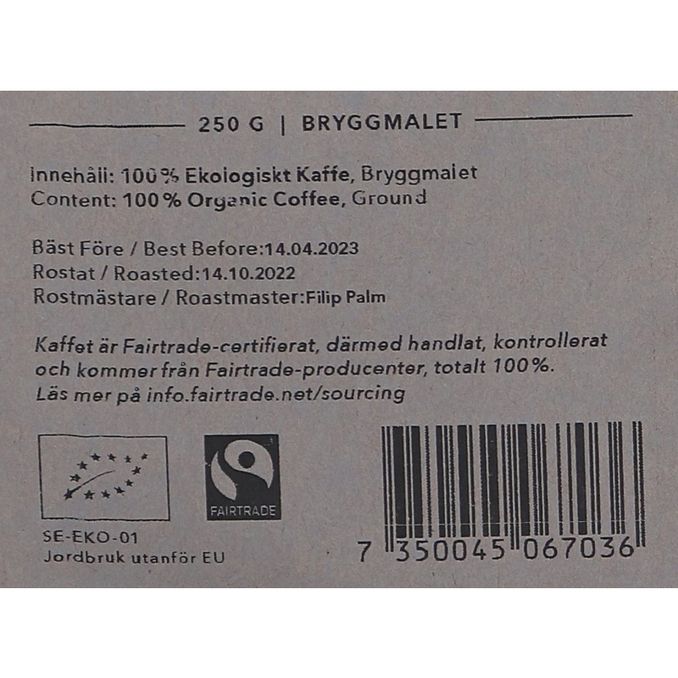 250 G | BRYGGMALET
Innehåll: 100% Ekologiskt Kaffe, Bryggmalet
Content: 100% Organic Coffee, Ground
Bäst Före / Best Before:14.04.2023
Rostat / Roasted:14.10.2022
Rostmästare / Roastmaster:Filip Palm
Kaffet är Fairtrade-certifierat, därmed handlat, kontrollerat
och kommer från Fairtrade-producenter, totalt 100%.
Läs mer på info.fairtrade.net/sourcing
FAIRTRADE
SE-EKO-01
Jordbruk utanför EU
7 350045 067036